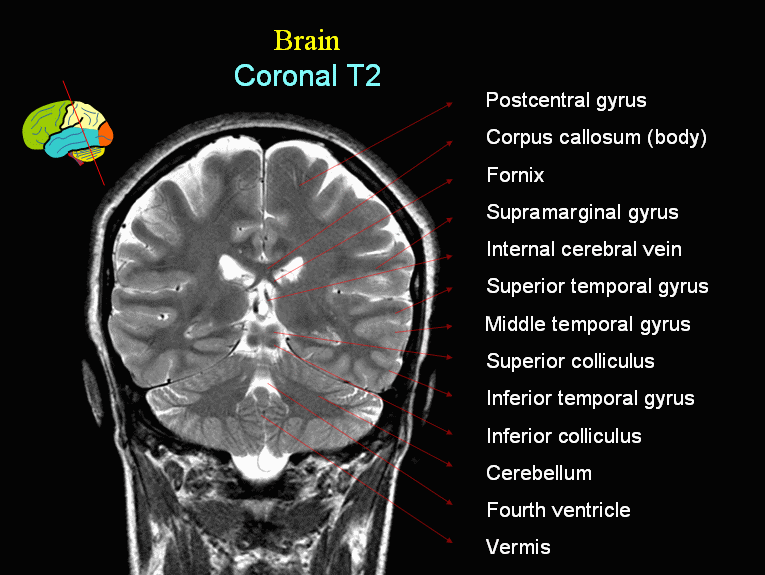 Brain
Coronal T2
Postcentral gyrus
Corpus callosum (body)
Fornix
Supramarginal gyrus
Internal cerebral vein
Superior temporal gyrus
Middle temporal gyrus
Superior colliculus
Inferior temporal gyrus
Inferior colliculus
Cerebellum
Fourth ventricle
Vermis